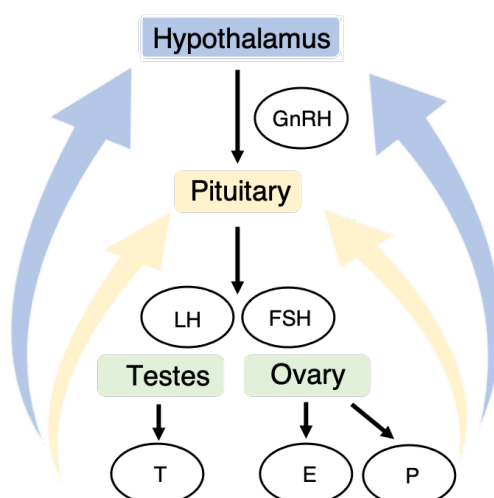 Hypothalamus
GnRH
Pituitary
LH FSH
Testes Ovary
T E P